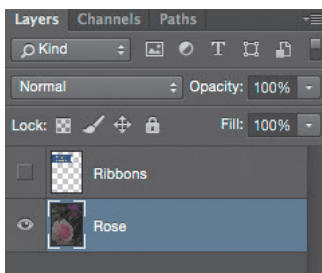 Layers Channels Paths
Kind T
Normal Opacity: 100%
Lock: Fill: 100%
Ribbons
Rose